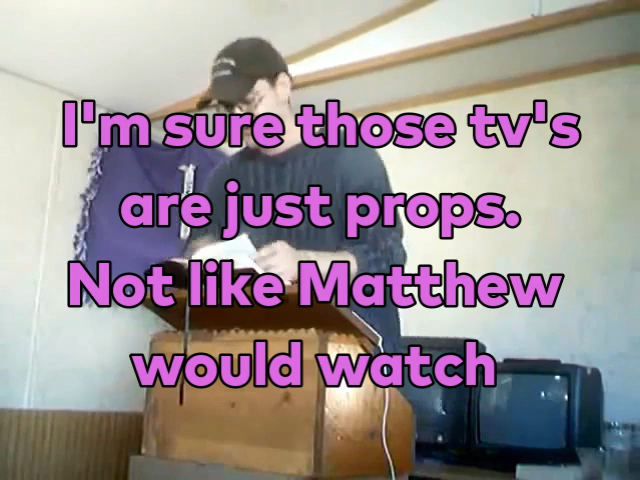 I'm sure those tv's
are just props.
Not like Matthew
would watch